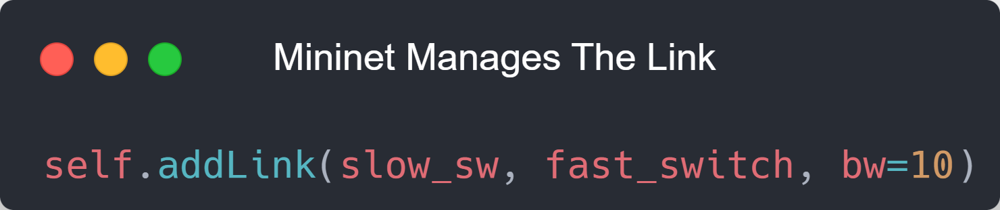 Mininet Manages The Link
self.addLink(slow_sw, fast_switch, bw=10)